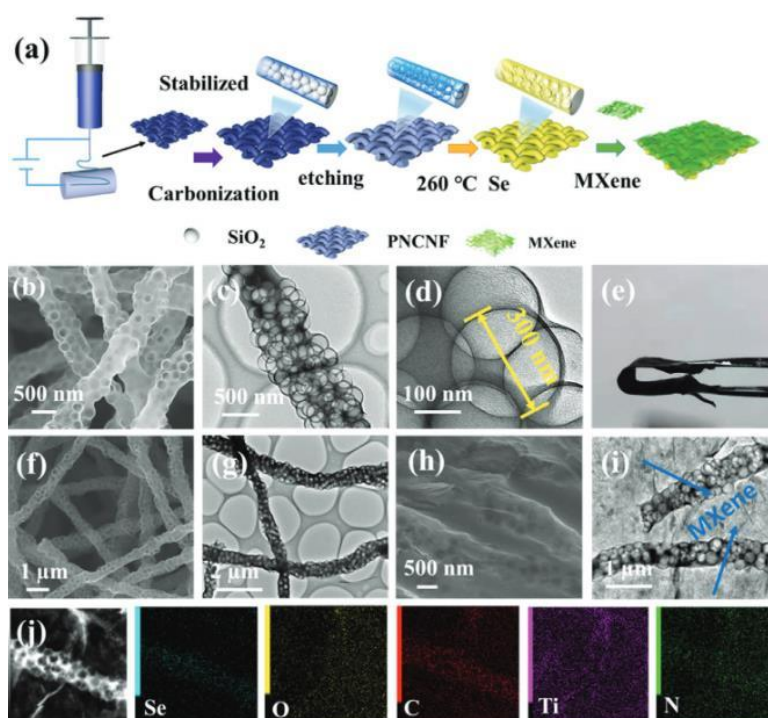 (a)
Stabilized
Carbonization
etching
260 °C Se
MXene
SiO2
PNCNF
MXene
(b)
500 nm
(c)
500 nm
(d)
300 nm
100 nm
(e)
(f)
1 μm
(g)
2 μm
(h)
500 nm
(i)
MXene
1 μm
(j)
Se
O
C
Ti
N